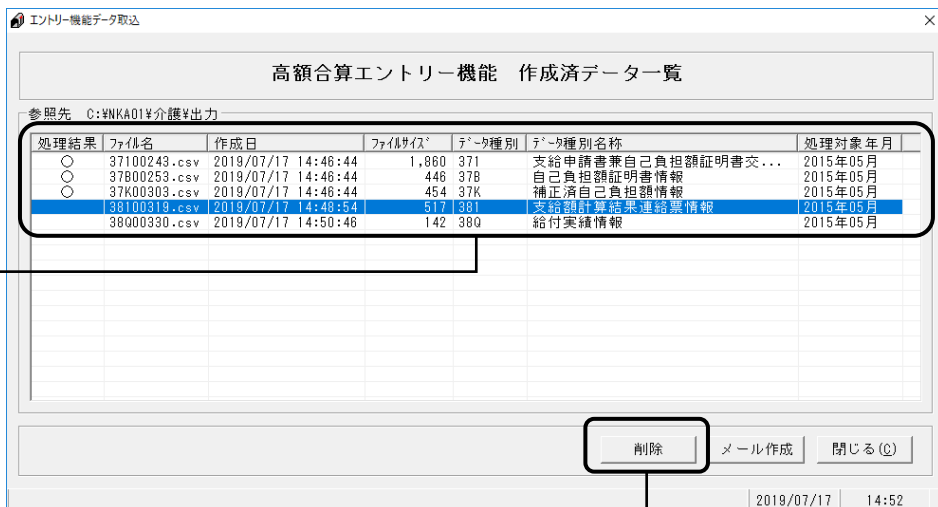 エントリー機能データ取込
高額合算エントリー機能　作成済データ一覧
参照先　C:¥NKA01¥介護¥出力
処理結果 ﾌｧｲﾙ名 作成日 ﾌｧｲﾙｻｲｽﾞ ﾃﾞｰﾀ種別 ﾃﾞｰﾀ種別名称 処理対象年月
○ 37100243.csv 2019/07/17 14:46:44 1,860 371 支給申請書兼自己負担額証明書交... 2015年05月
○ 37B00253.csv 2019/07/17 14:46:44 446 37B 自己負担額証明書情報 2015年05月
○ 37K00303.csv 2019/07/17 14:46:44 454 37K 補正済自己負担額情報 2015年05月
38100319.csv 2019/07/17 14:48:54 517 381 支給額計算結果連絡票情報 2015年05月
38Q00330.csv 2019/07/17 14:50:46 142 38Q 給付実績情報 2015年05月
削除 メール作成 閉じる(C)
2019/07/17 14:52